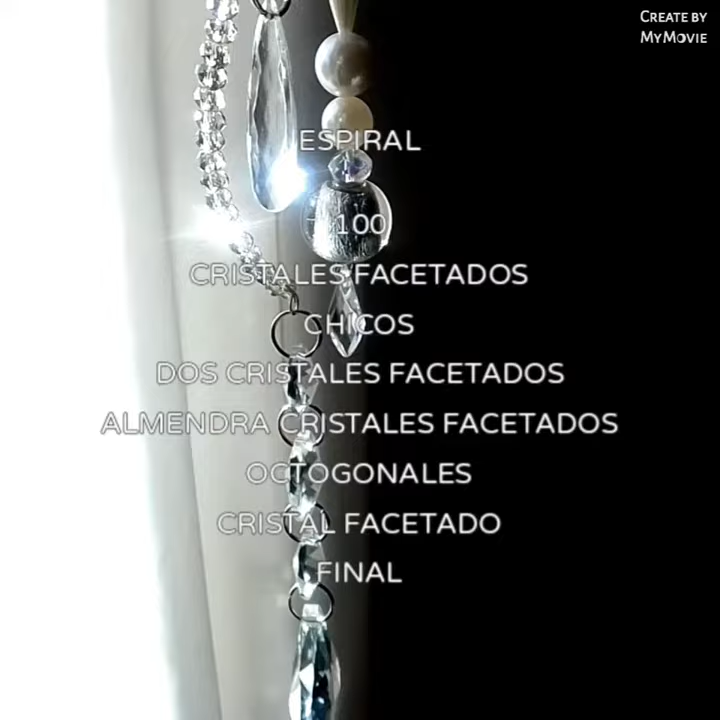 CREATE BY
MYMOVIE
ESPIRAL
- 100
CRISTALES FACETADOS
CHICOS
DOS CRISTALES FACETADOS
ALMENDRA CRISTALES FACETADOS
OCTOGONALES
CRISTAL FACETADO
FINAL